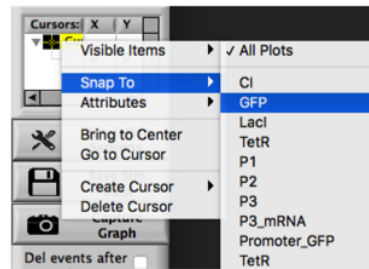 Cursors: X Y
Cu
Visible Items
Snap To
Attributes
Bring to Center
Go to Cursor
Create Cursor
Delete Cursor
✓ All Plots
CI
GFP
LacI
TetR
P1
P2
P3
P3_mRNA
Promoter_GFP
TetR
Capture
Graph
Del events after